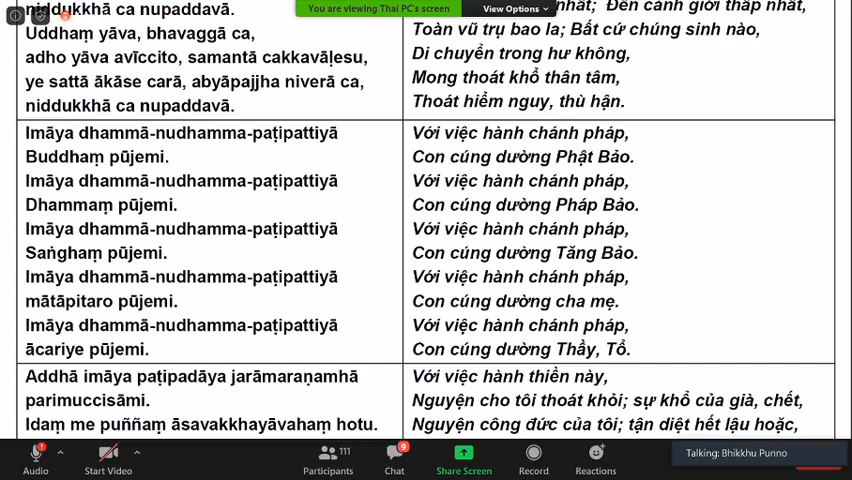 You are viewing Thai PC's screen
View Options
niddukkhā ca nupaddavā.
Uddhaṃ yāva, bhavaggā ca,
adho yāva avīccito, samantā cakkavāḷesu,
ye sattā ākāse carā, abyāpajjha niverā ca,
niddukkhā ca nupaddavā.
nhất; Đến cảnh giới thấp nhất,
Toàn vũ trụ bao la; Bất cứ chúng sinh nào,
Di chuyển trong hư không,
Mong thoát khổ thân tâm,
Thoát hiểm nguy, thù hận.
Imāya dhammā-nudhamma-paṭipattiyā
Buddhaṃ pūjemi.
Imāya dhammā-nudhamma-paṭipattiyā
Dhammaṃ pūjemi.
Imāya dhammā-nudhamma-paṭipattiyā
Saṅghaṃ pūjemi.
Imāya dhammā-nudhamma-paṭipattiyā
mātāpitaro pūjemi.
Imāya dhammā-nudhamma-paṭipattiyā
ācariye pūjemi.
Với việc hành chánh pháp,
Con cúng dường Phật Bảo.
Với việc hành chánh pháp,
Con cúng dường Pháp Bảo.
Với việc hành chánh pháp,
Con cúng dường Tăng Bảo.
Với việc hành chánh pháp,
Con cúng dường cha mẹ.
Với việc hành chánh pháp,
Con cúng dường Thầy, Tổ.
Addhā imāya paṭipadāya jarāmaraṇamhā
parimuccisāmi.
Idaṃ me puññaṃ āsavakkhayāvahaṃ hotu.
Với việc hành thiền này,
Nguyện cho tôi thoát khỏi; sự khổ của già, chết,
Nguyện công đức của tôi; tận diệt hết lậu hoặc,
Audio
Start Video
111
Participants
9
Chat
Share Screen
Record
Reactions
Talking: Bhikkhu Punno